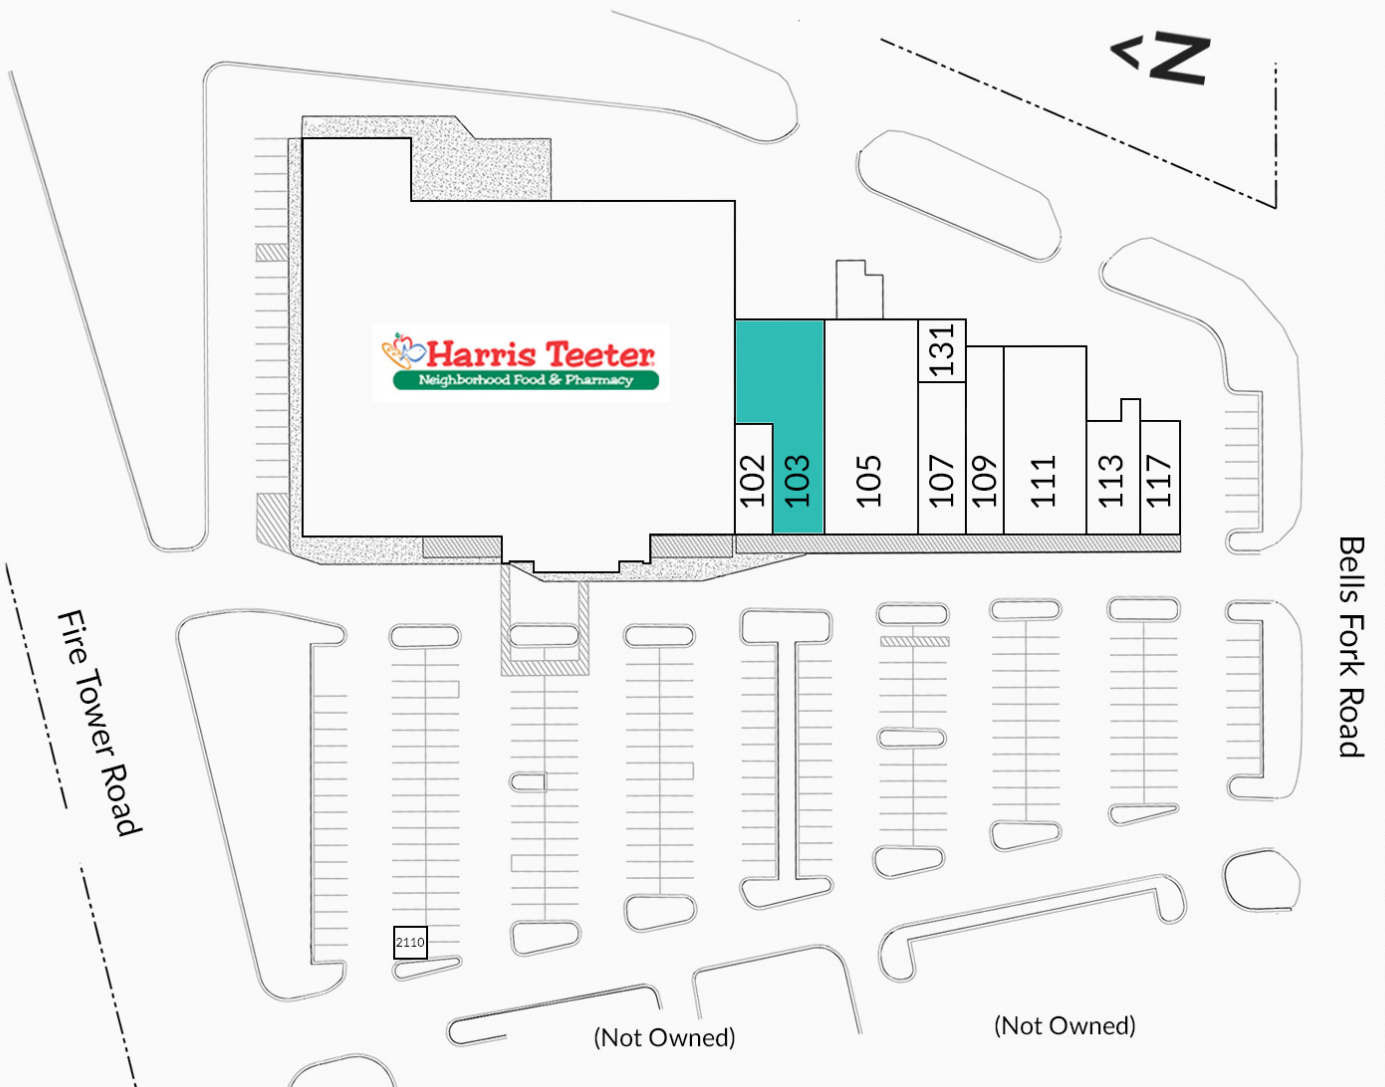 N
Harris Teeter
Neighborhood Food & Pharmacy
131
102
103
105
107
109
111
113
117
Bells Fork Road
Fire Tower Road
2110
(Not Owned)
(Not Owned)